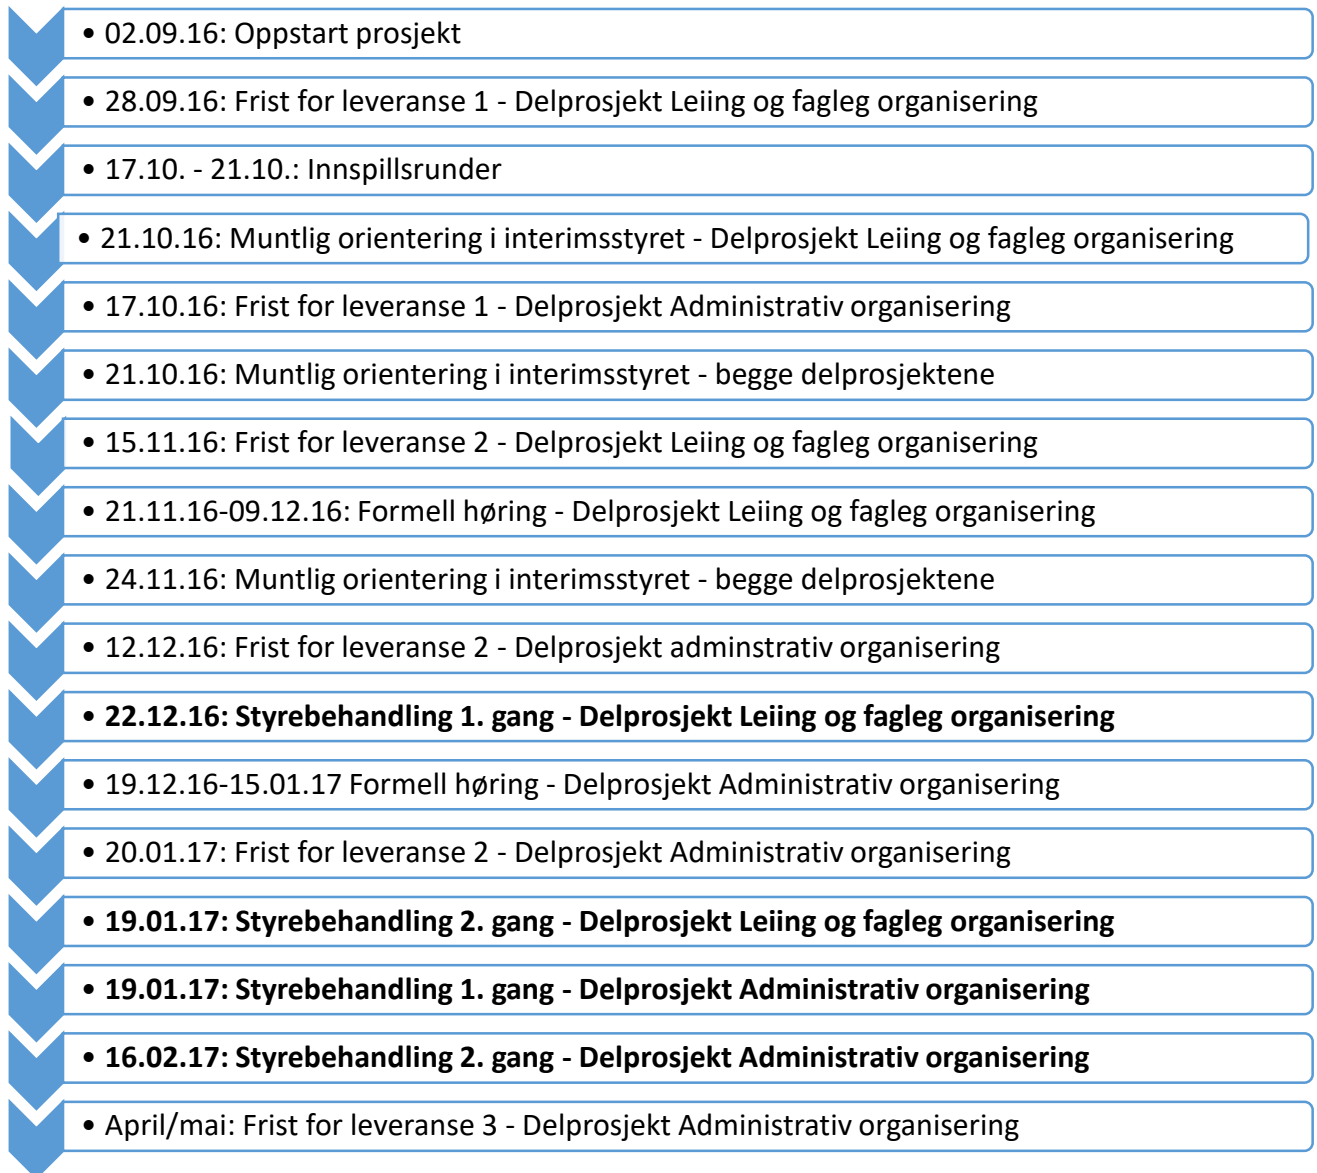 • 02.09.16: Oppstart prosjekt
• 28.09.16: Frist for leveranse 1 - Delprosjekt Leiing og fagleg organisering
• 17.10. - 21.10.: Innspillsrunder
• 21.10.16: Muntlig orientering i interimsstyret - Delprosjekt Leiing og fagleg organisering
• 17.10.16: Frist for leveranse 1 - Delprosjekt Administrativ organisering
• 21.10.16: Muntlig orientering i interimsstyret - begge delprosjektene
• 15.11.16: Frist for leveranse 2 - Delprosjekt Leiing og fagleg organisering
• 21.11.16-09.12.16: Formell høring - Delprosjekt Leiing og fagleg organisering
• 24.11.16: Muntlig orientering i interimsstyret - begge delprosjektene
• 12.12.16: Frist for leveranse 2 - Delprosjekt adminstrativ organisering
• 22.12.16: Styrebehandling 1. gang - Delprosjekt Leiing og fagleg organisering
• 19.12.16-15.01.17 Formell høring - Delprosjekt Administrativ organisering
• 20.01.17: Frist for leveranse 2 - Delprosjekt Administrativ organisering
• 19.01.17: Styrebehandling 2. gang - Delprosjekt Leiing og fagleg organisering
• 19.01.17: Styrebehandling 1. gang - Delprosjekt Administrativ organisering
• 16.02.17: Styrebehandling 2. gang - Delprosjekt Administrativ organisering
• April/mai: Frist for leveranse 3 - Delprosjekt Administrativ organisering